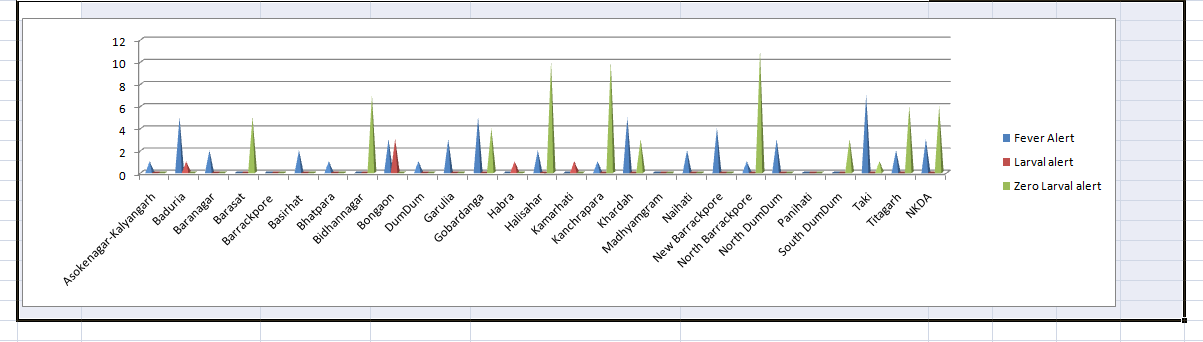 12
10
8
6
4
2
0
Asokenagar-Kalyangarh
Baduria
Baranagar
Barasat
Barrackpore
Basirhat
Bhatpara
Bidhannagar
Bongaon
DumDum
Garulia
Gobardanga
Habra
Halisahar
Kamarhati
Kanchrapara
Khardah
Madhyamgram
Naihati
New Barrackpore
North Barrackpore
North DumDum
Panihati
South DumDum
Taki
Titagarh
NKDA
Fever Alert
Larval alert
Zero Larval alert